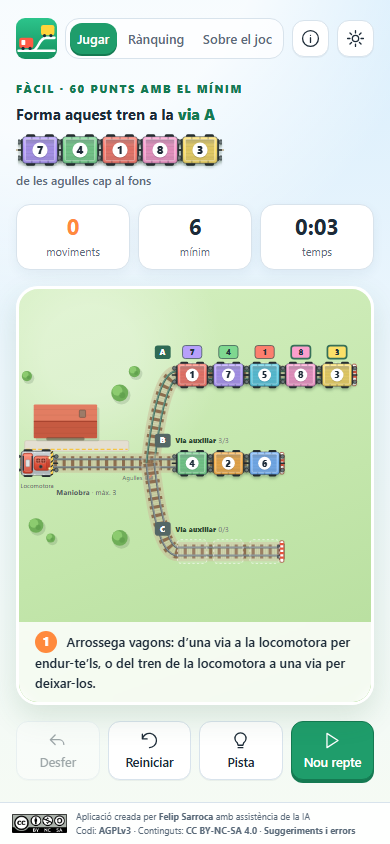 Jugar
Rànquing
Sobre el joc
FÀCIL · 60 PUNTS AMB EL MÍNIM
Forma aquest tren a la via A
7 4 1 8 3
de les agulles cap al fons
0
moviments
6
mínim
0:03
temps
A 7 4 1 8 3
1 7 5 8 3
B Via auxiliar 3/3
4 2 6
Locomotora
Agulles
Maniobra · màx. 3
C Via auxiliar 0/3
1 Arrossega vagons: d'una via a la locomotora per
endur-te'ls, o del tren de la locomotora a una via per
deixar-los.
Desfer
Reiniciar
Pista
Nou repte
CC BY NC SA
Aplicació creada per Felip Sarroca amb assistència de la IA
Codi: AGPLv3 · Continguts: CC BY-NC-SA 4.0 · Suggeriments i errors